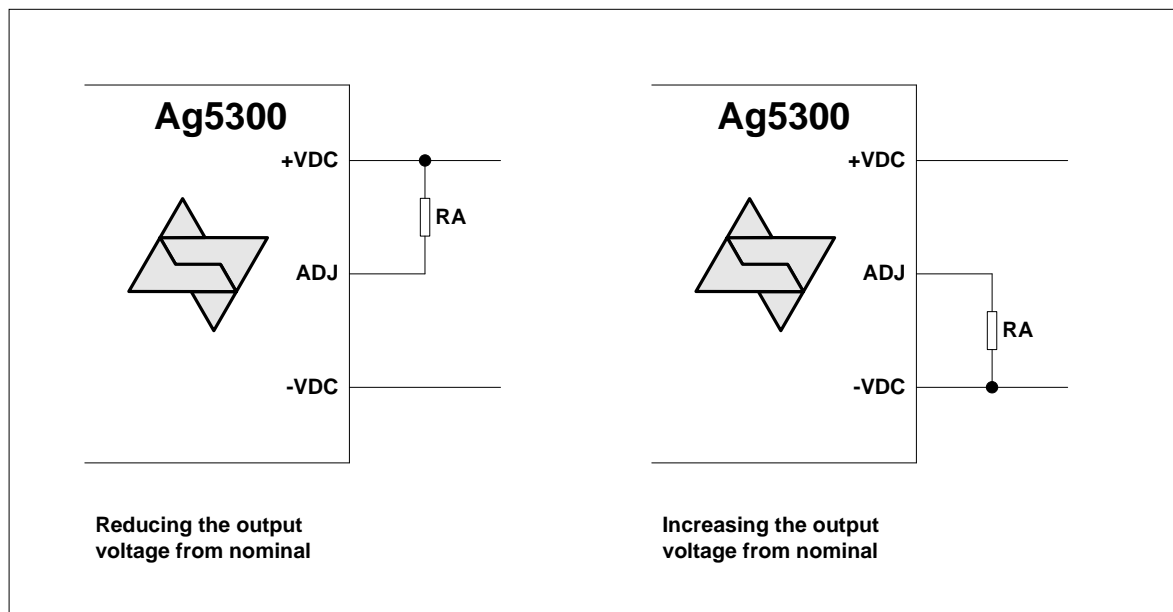 Ag5300
+VDC
RA
ADJ
-VDC
Reducing the output
voltage from nominal
Ag5300
+VDC
ADJ
RA
-VDC
Increasing the output
voltage from nominal